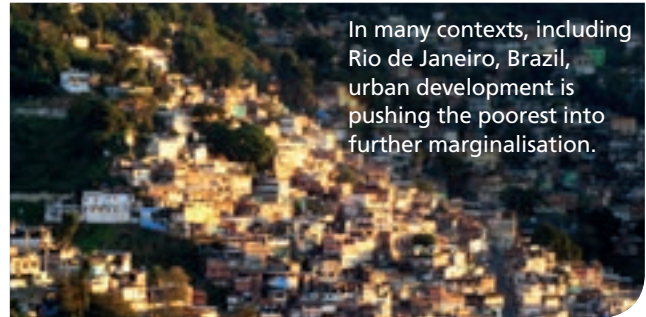 In many contexts, including
Rio de Janeiro, Brazil,
urban development is
pushing the poorest into
further marginalisation.